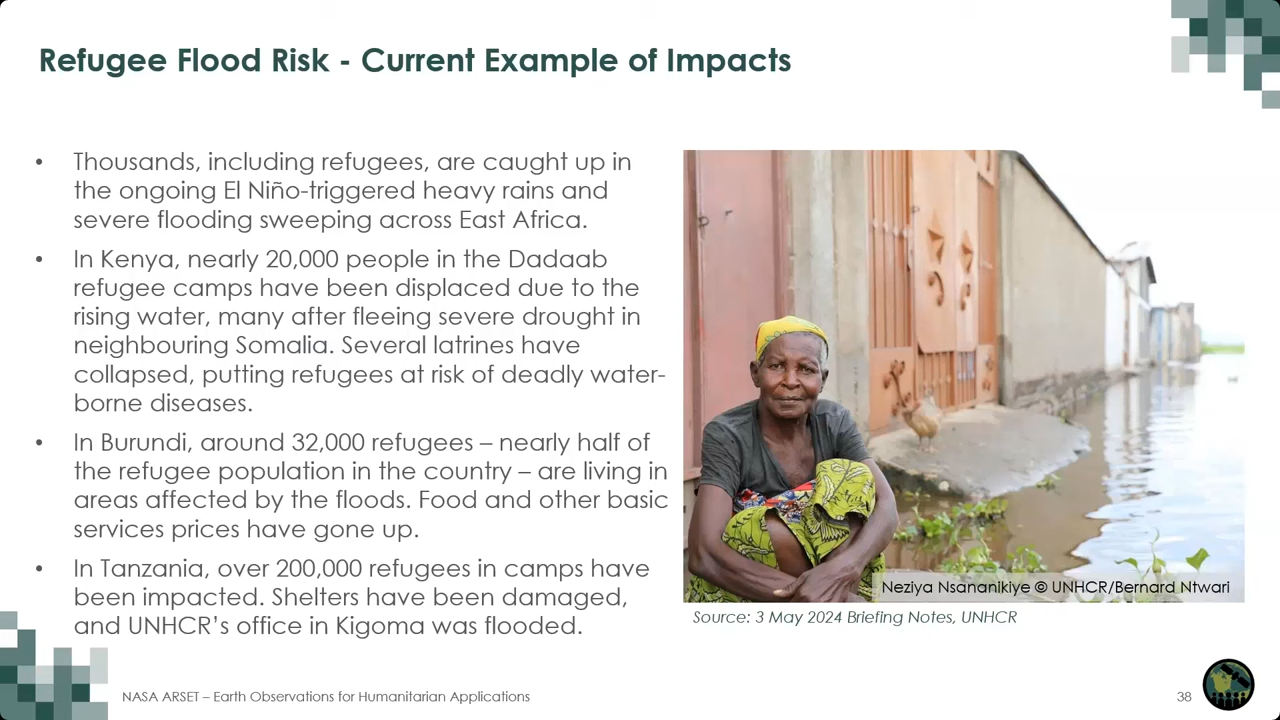 Refugee Flood Risk - Current Example of Impacts
• Thousands, including refugees, are caught up in
the ongoing El Niño-triggered heavy rains and
severe flooding sweeping across East Africa.
• In Kenya, nearly 20,000 people in the Dadaab
refugee camps have been displaced due to the
rising water, many after fleeing severe drought in
neighbouring Somalia. Several latrines have
collapsed, putting refugees at risk of deadly water-
borne diseases.
• In Burundi, around 32,000 refugees – nearly half of
the refugee population in the country – are living in
areas affected by the floods. Food and other basic
services prices have gone up.
• In Tanzania, over 200,000 refugees in camps have
been impacted. Shelters have been damaged,
and UNHCR’s office in Kigoma was flooded.
Neziya Nsananikiye © UNHCR/Bernard Ntwari
Source: 3 May 2024 Briefing Notes, UNHCR
NASA ARSET – Earth Observations for Humanitarian Applications
38